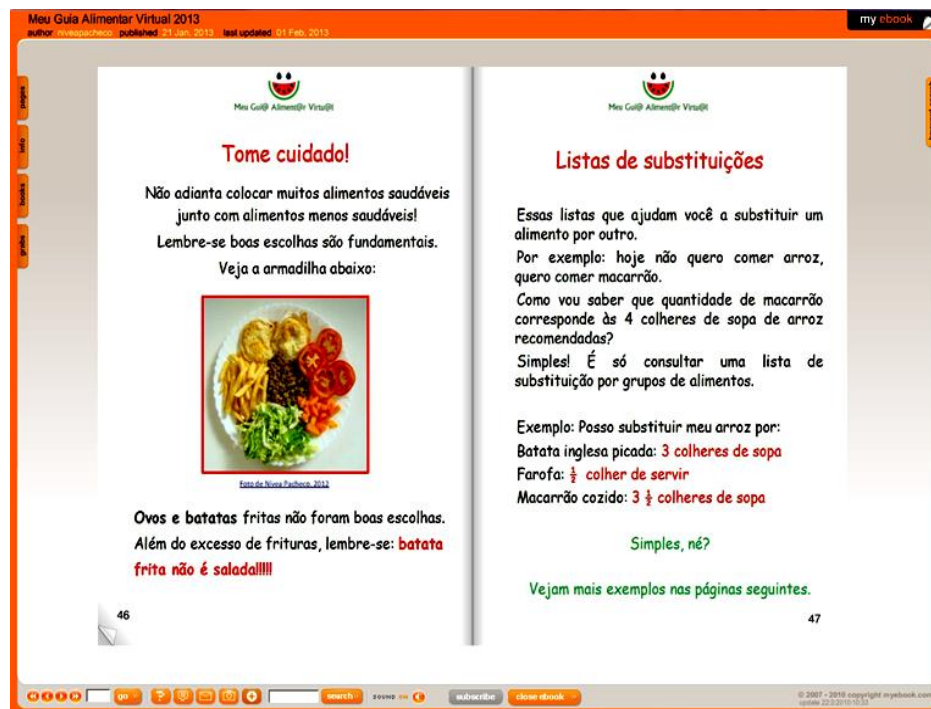 Meu Guia Alimentar Virtual 2013
author niveapacheco published 21 Jan, 2013 last updated 01 Feb, 2013
my ebook
pages
info
books
grabs
Meu Gui@ Aliment@r Virtu@l
Tome cuidado!
Não adianta colocar muitos alimentos saudáveis
junto com alimentos menos saudáveis!
Lembre-se boas escolhas são fundamentais.
Veja a armadilha abaixo:
Foto de Nivea Pacheco, 2012
Ovos e batatas fritas não foram boas escolhas.
Além do excesso de frituras, lembre-se: batata
frita não é salada!!!!!
46
Meu Gui@ Aliment@r Virtu@l
Listas de substituições
Essas listas que ajudam você a substituir um
alimento por outro.
Por exemplo: hoje não quero comer arroz,
quero comer macarrão.
Como vou saber que quantidade de macarrão
corresponde às 4 colheres de sopa de arroz
recomendadas?
Simples! É só consultar uma lista de
substituição por grupos de alimentos.
Exemplo: Posso substituir meu arroz por:
Batata inglesa picada: 3 colheres de sopa
Farofa: ½ colher de servir
Macarrão cozido: 3 ½ colheres de sopa
Simples, né?
Vejam mais exemplos nas páginas seguintes.
47
go
search
SOUND ON
subscribe
close ebook
© 2007 - 2010 copyright myebook.com
update 22.2.2010 10:33